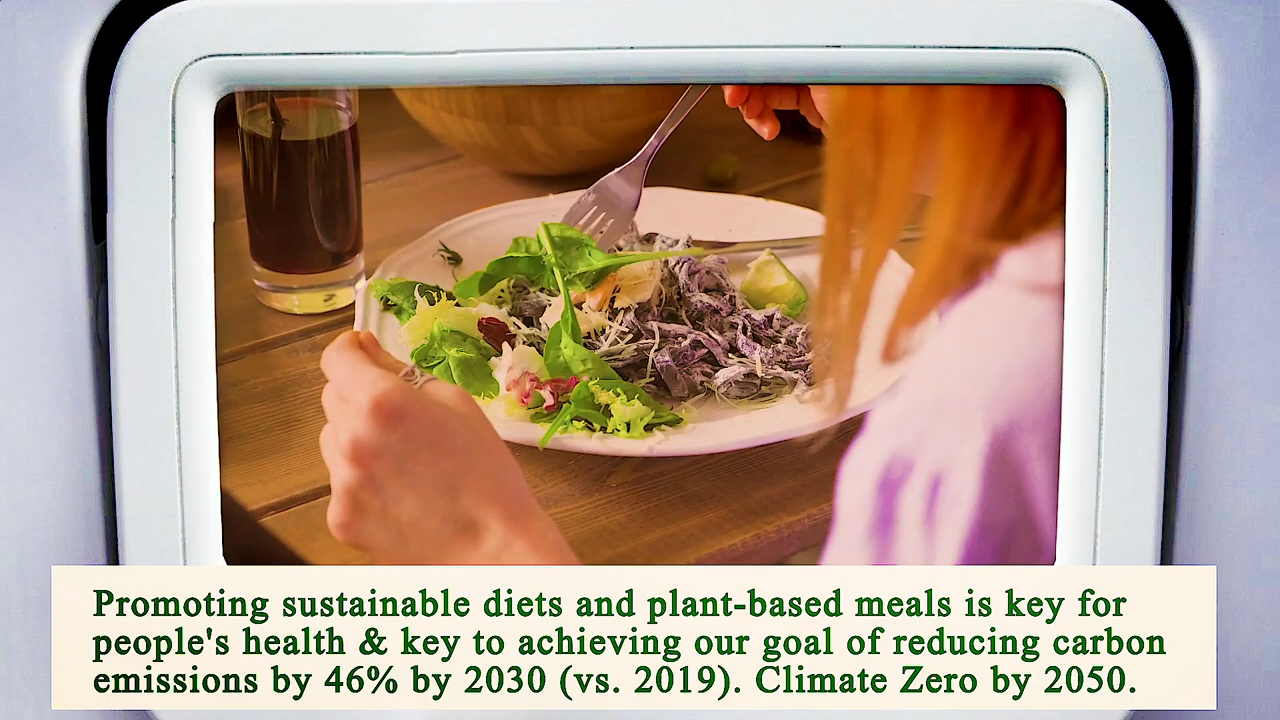 Promoting sustainable diets and plant-based meals is key for
people's health & key to achieving our goal of reducing carbon
emissions by 46% by 2030 (vs. 2019). Climate Zero by 2050.